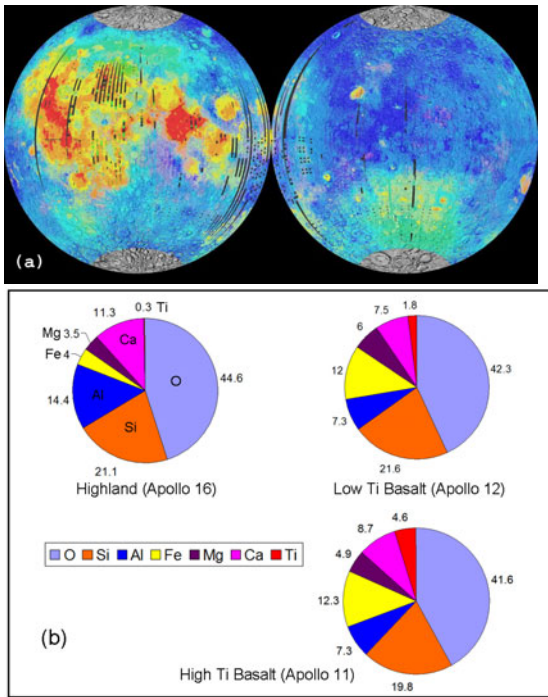 (a)
11.3
0.3 Ti
Mg 3.5
Ca
Fe 4
O
44.6
14.4
Al
Si
21.1
Highland (Apollo 16)
1.8
7.5
6
12
42.3
7.3
21.6
Low Ti Basalt (Apollo 12)
O Si Al Fe Mg Ca Ti
4.6
8.7
4.9
41.6
12.3
7.3
19.8
(b)
High Ti Basalt (Apollo 11)